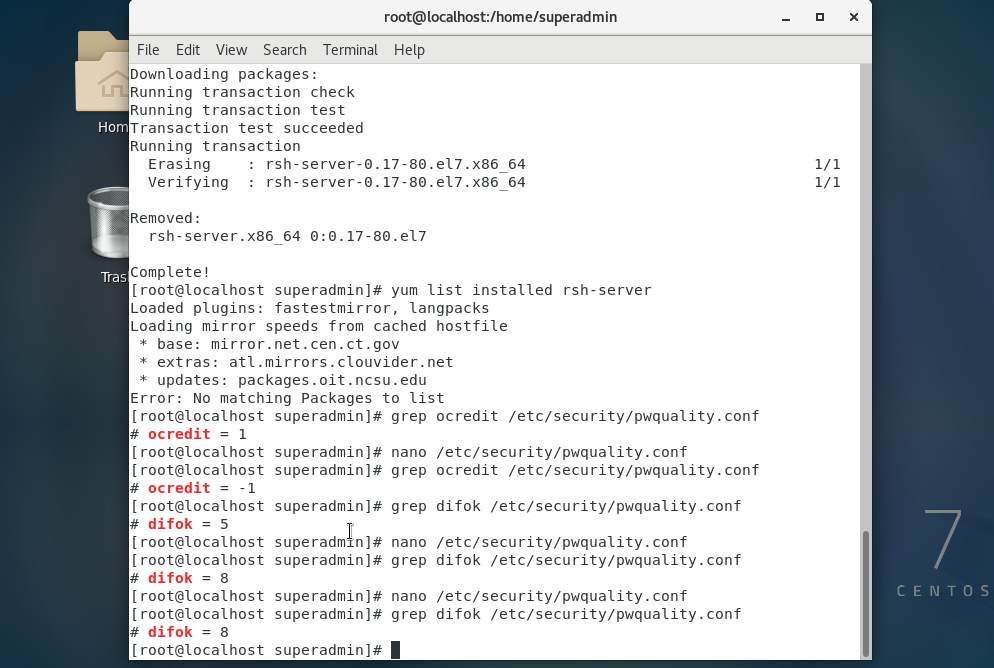 root@localhost:/home/superadmin
File Edit View Search Terminal Help
Downloading packages:
Running transaction check
Running transaction test
Transaction test succeeded
Running transaction
  Erasing    : rsh-server-0.17-80.el7.x86_64                                1/1
  Verifying  : rsh-server-0.17-80.el7.x86_64                                1/1
Removed:
  rsh-server.x86_64 0:0.17-80.el7
Complete!
[root@localhost superadmin]# yum list installed rsh-server
Loaded plugins: fastestmirror, langpacks
Loading mirror speeds from cached hostfile
 * base: mirror.net.cen.ct.gov
 * extras: atl.mirrors.clouvider.net
 * updates: packages.oit.ncsu.edu
Error: No matching Packages to list
[root@localhost superadmin]# grep ocredit /etc/security/pwquality.conf
# ocredit = 1
[root@localhost superadmin]# nano /etc/security/pwquality.conf
[root@localhost superadmin]# grep ocredit /etc/security/pwquality.conf
# ocredit = -1
[root@localhost superadmin]# grep difok /etc/security/pwquality.conf
# difok = 5
[root@localhost superadmin]# nano /etc/security/pwquality.conf
[root@localhost superadmin]# grep difok /etc/security/pwquality.conf
# difok = 8
[root@localhost superadmin]# nano /etc/security/pwquality.conf
[root@localhost superadmin]# grep difok /etc/security/pwquality.conf
# difok = 8
[root@localhost superadmin]#
Hom
Tras
7
CENTOS